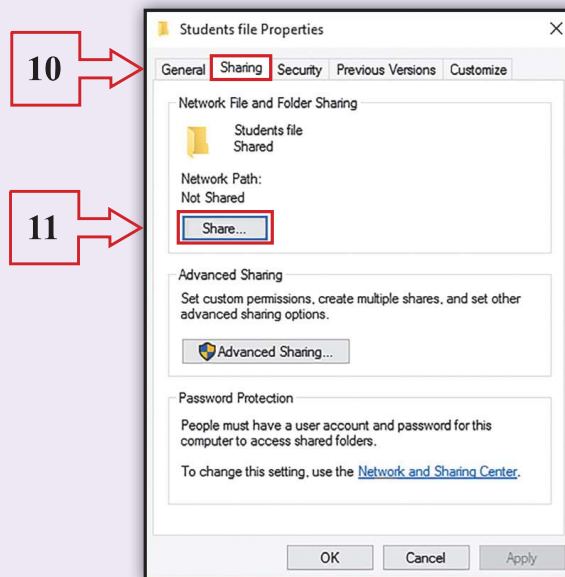 Students file Properties
10
General Sharing Security Previous Versions Customize
Network File and Folder Sharing
Students file
Shared
Network Path:
Not Shared
11
Share...
Advanced Sharing
Set custom permissions, create multiple shares, and set other
advanced sharing options.
Advanced Sharing...
Password Protection
People must have a user account and password for this
computer to access shared folders.
To change this setting, use the Network and Sharing Center.
OK Cancel Apply